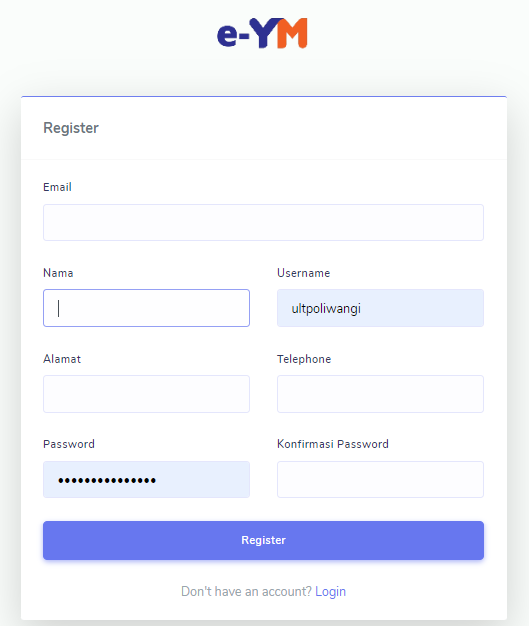 e-YM
Register
Email
Nama Username
ultpoliwangi
Alamat Telephone
Password Konfirmasi Password
•••••••••••••••
Register
Don't have an account? Login